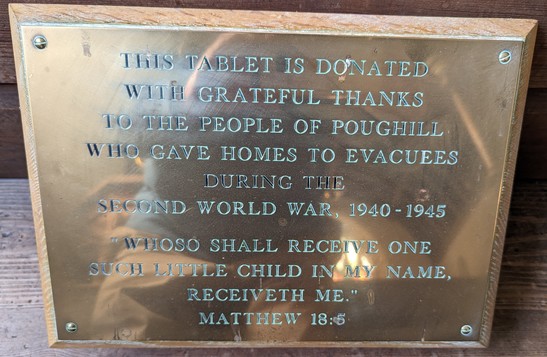 THIS TABLET IS DONATED
WITH GRATEFUL THANKS
TO THE PEOPLE OF POUGHILL
WHO GAVE HOMES TO EVACUEES
DURING THE
SECOND WORLD WAR, 1940-1945
"WHOSO SHALL RECEIVE ONE
SUCH LITTLE CHILD IN MY NAME,
RECEIVETH ME."
MATTHEW 18:5